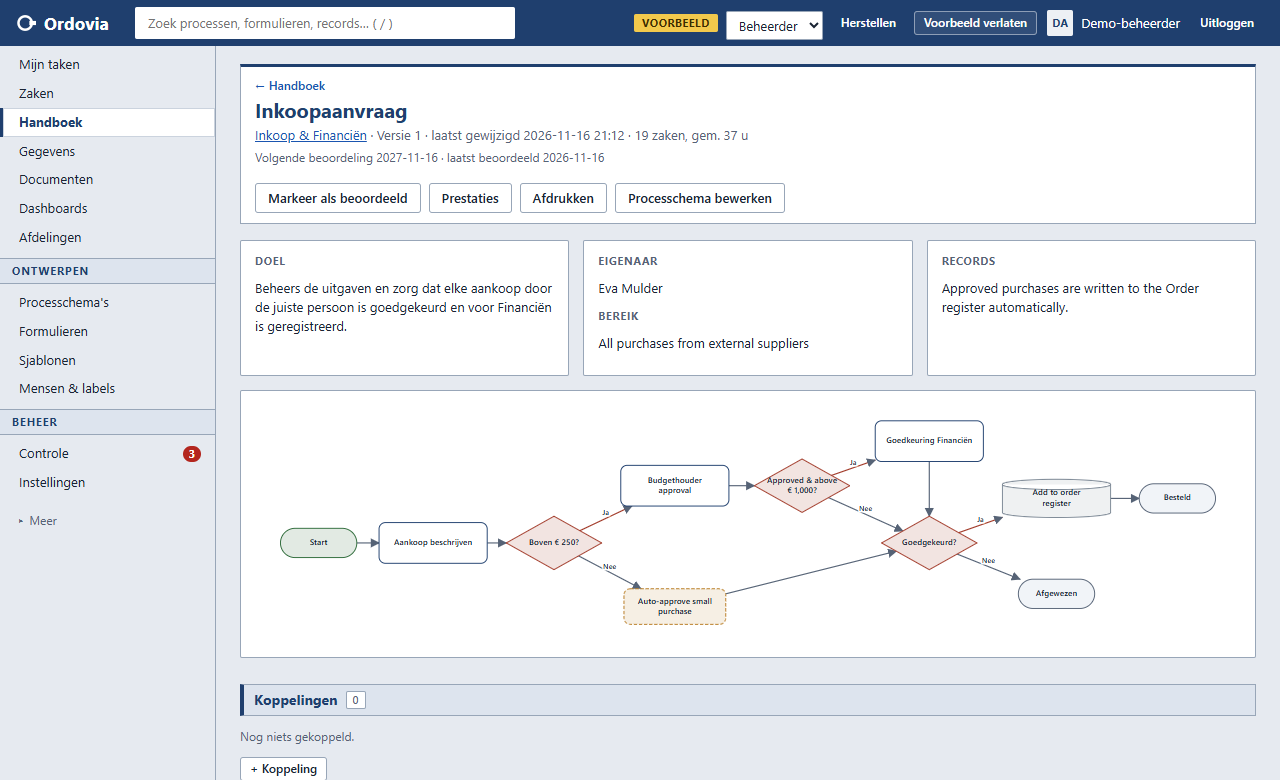 Ordovia
Zoek processen, formulieren, records... ( / )
VOORBEELD
Beheerder
Herstellen
Voorbeeld verlaten
DA
Demo-beheerder
Uitloggen
Mijn taken
Zaken
Handboek
Gegevens
Documenten
Dashboards
Afdelingen
ONTWERPEN
Processchema's
Formulieren
Sjablonen
Mensen & labels
BEHEER
Controle
3
Instellingen
▸ Meer
← Handboek
Inkoopaanvraag
Inkoop & Financiën · Versie 1 · laatst gewijzigd 2026-11-16 21:12 · 19 zaken, gem. 37 u
Volgende beoordeling 2027-11-16 · laatst beoordeeld 2026-11-16
Markeer als beoordeeld
Prestaties
Afdrukken
Processchema bewerken
DOEL
Beheers de uitgaven en zorg dat elke aankoop door
de juiste persoon is goedgekeurd en voor Financiën
is geregistreerd.
EIGENAAR
Eva Mulder
BEREIK
All purchases from external suppliers
RECORDS
Approved purchases are written to the Order
register automatically.
Start
Aankoop beschrijven
Boven € 250?
Ja
Nee
Budgethouder
approval
Auto-approve small
purchase
Approved & above
€ 1,000?
Ja
Nee
Goedkeuring Financiën
Goedgekeurd?
Ja
Nee
Add to order
register
Besteld
Afgewezen
Koppelingen
0
Nog niets gekoppeld.
+ Koppeling